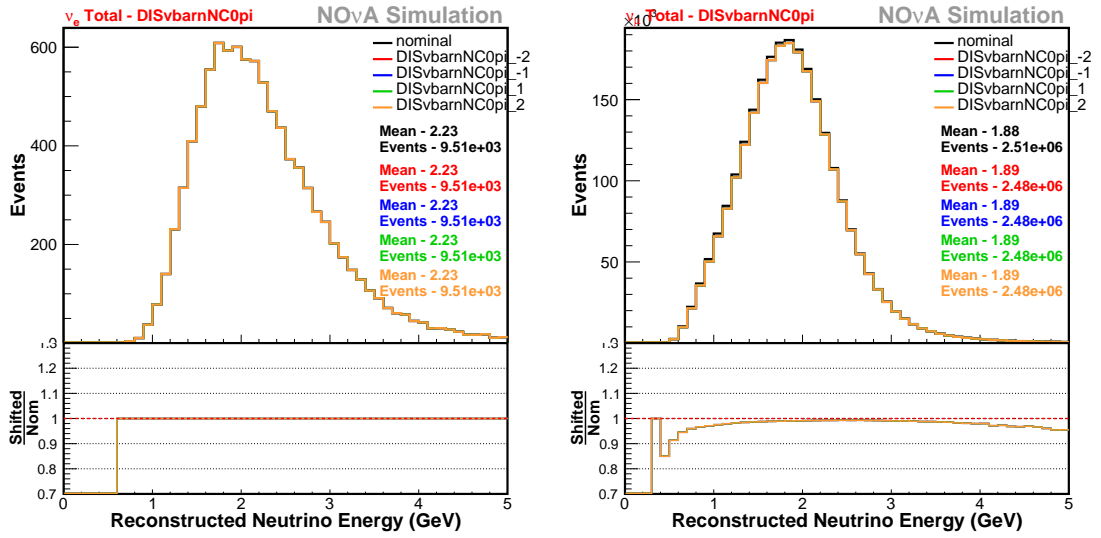 νe Total - DISvbarnNC0pi NOνA Simulation
nominal
DISvbarnNC0pi_-2
DISvbarnNC0pi_-1
DISvbarnNC0pi_1
DISvbarnNC0pi_2
Mean - 2.23
Events - 9.51e+03
Mean - 2.23
Events - 9.51e+03
Mean - 2.23
Events - 9.51e+03
Mean - 2.23
Events - 9.51e+03
Mean - 2.23
Events - 9.51e+03
Events
600
400
200
1.3
1.2
1.1
1
0.9
0.8
0.7
Shifted
Nom
0 1 2 3 4 5
Reconstructed Neutrino Energy (GeV)
Total - DISvbarnNC0pi NOνA Simulation
nominal
DISvbarnNC0pi_-2
DISvbarnNC0pi_-1
DISvbarnNC0pi_1
DISvbarnNC0pi_2
Mean - 1.88
Events - 2.51e+06
Mean - 1.89
Events - 2.48e+06
Mean - 1.89
Events - 2.48e+06
Mean - 1.89
Events - 2.48e+06
Mean - 1.89
Events - 2.48e+06
Events
150
100
50
1.3
1.2
1.1
1
0.9
0.8
0.7
Shifted
Nom
0 1 2 3 4 5
Reconstructed Neutrino Energy (GeV)